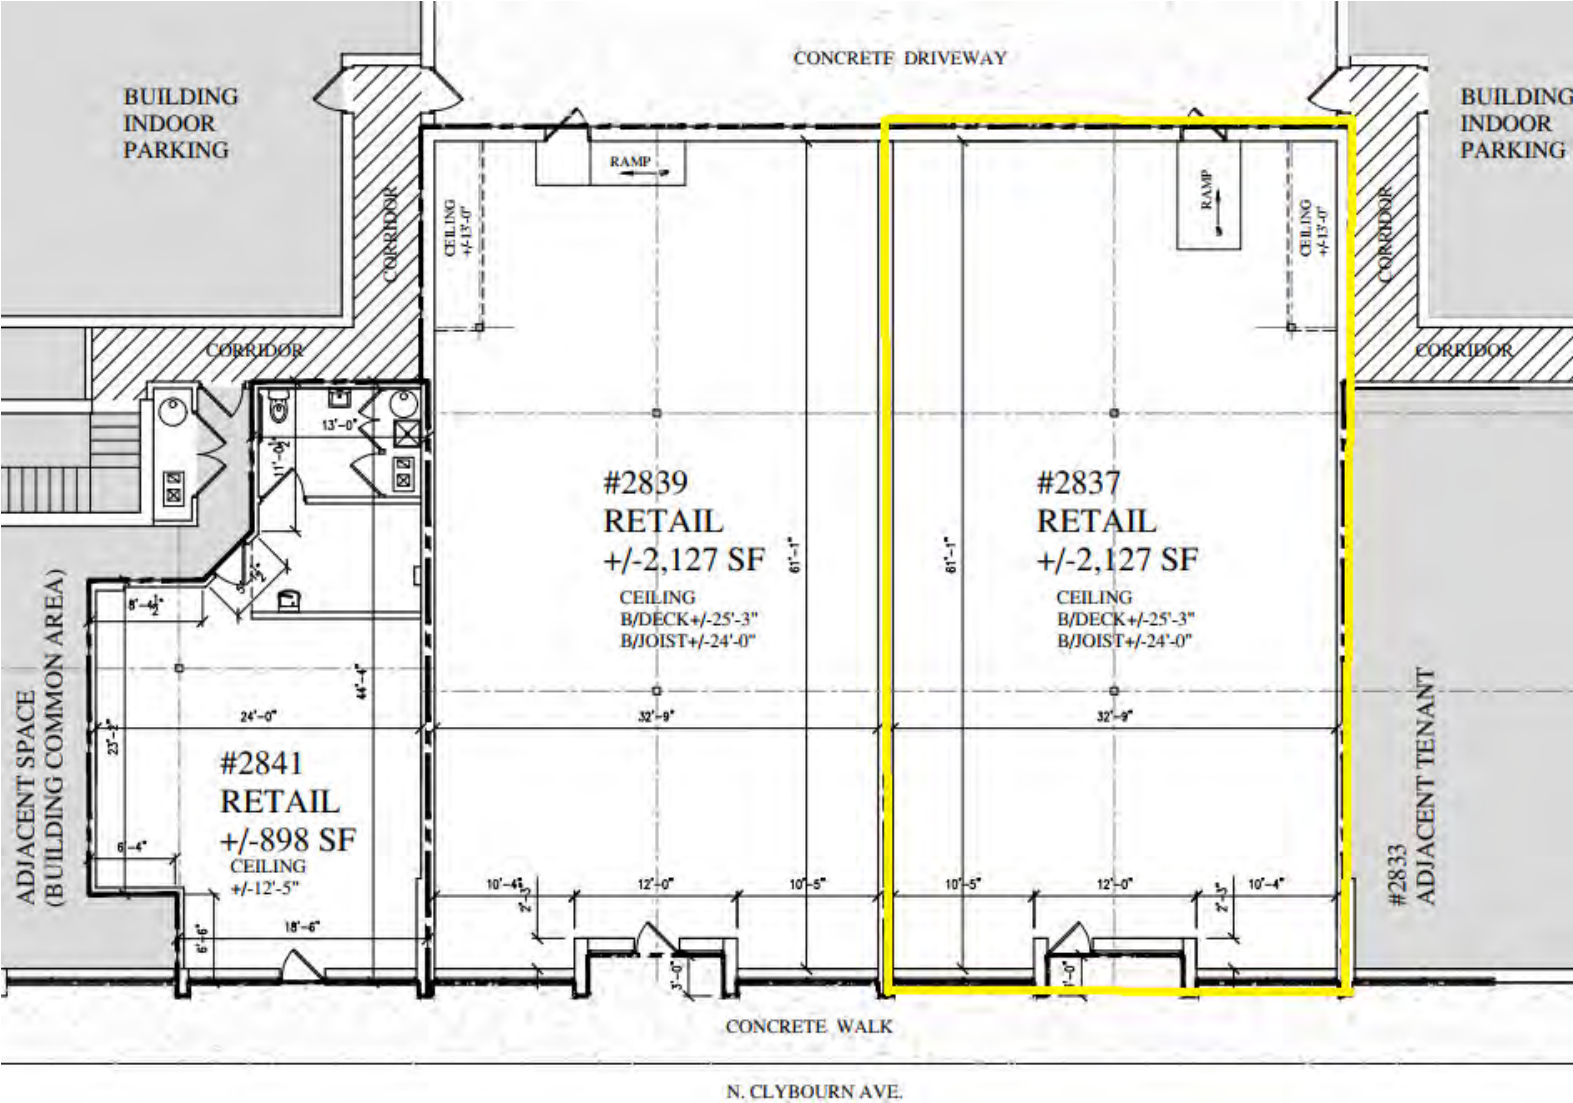 CONCRETE DRIVEWAY
BUILDING
INDOOR
PARKING
BUILDING
INDOOR
PARKING
RAMP
RAMP
CORRIDOR
CEILING
+/-13'-0"
CEILING
+/-13'-0"
CORRIDOR
CORRIDOR
CORRIDOR
13'-0"
11'-0½"
#2839
RETAIL
+/-2,127 SF
CEILING
B/DECK+/-25'-3"
B/JOIST+/-24'-0"
61'-1"
61'-1"
#2837
RETAIL
+/-2,127 SF
CEILING
B/DECK+/-25'-3"
B/JOIST+/-24'-0"
8'-4½"
44'-4"
ADJACENT SPACE
(BUILDING COMMON AREA)
24'-0"
23'-2"
32'-9"
32'-9"
#2841
RETAIL
+/-898 SF
CEILING
+/-12'-5"
6'-4"
#2833
ADJACENT TENANT
10'-4"
2'-3"
12'-0"
10'-5"
10'-5"
12'-0"
2'-3"
10'-4"
18'-6"
6'-6"
3'-0"
CONCRETE WALK
N. CLYBOURN AVE.